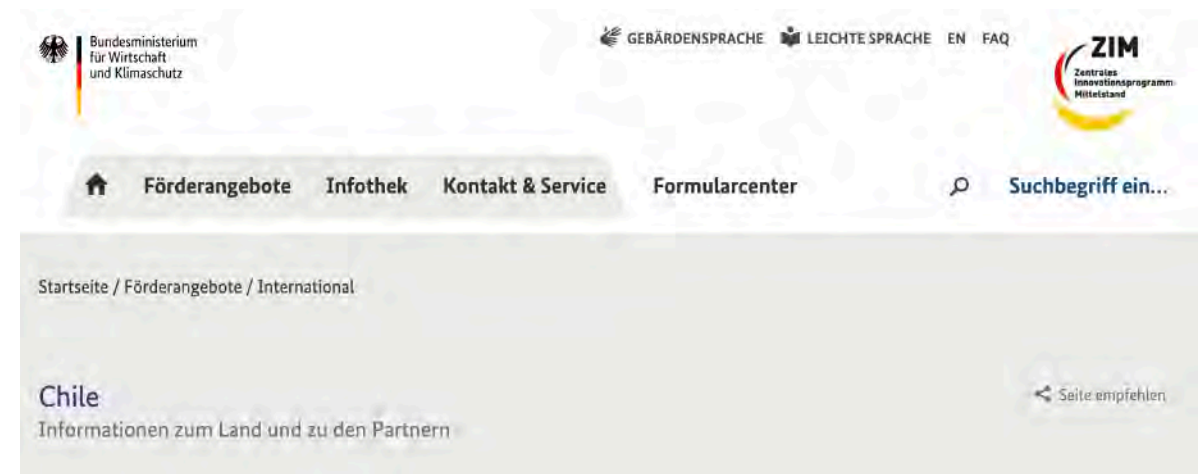 Bundesministerium
für Wirtschaft
und Klimaschutz
GEBÄRDENSPRACHE LEICHTE SPRACHE EN FAQ
ZIM
Zentrales
Innovationsprogramm
Mittelstand
Förderangebote Infothek Kontakt & Service Formularcenter Suchbegriff ein...
Startseite / Förderangebote / International
Chile
Seite empfehlen
Informationen zum Land und zu den Partnern